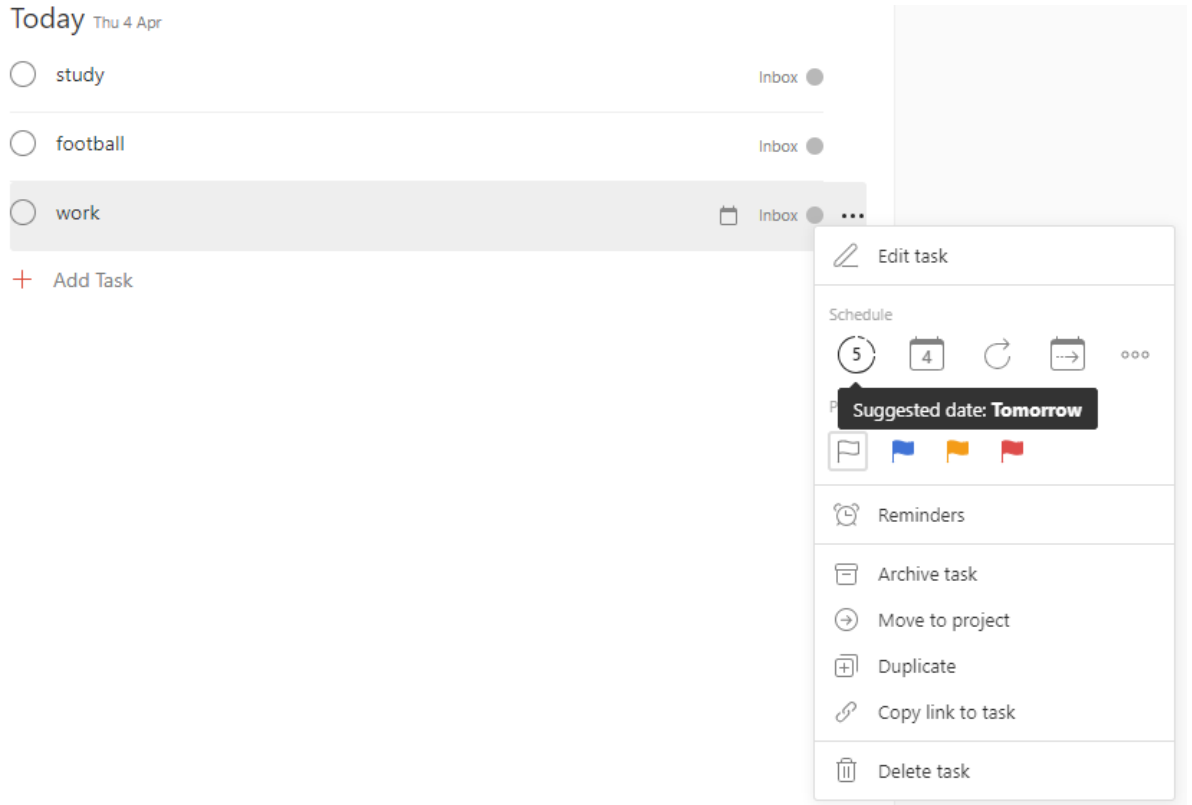 Today Thu 4 Apr
study Inbox
football Inbox
work Inbox
Add Task
Edit task
Schedule
5 4
Suggested date: Tomorrow
Reminders
Archive task
Move to project
Duplicate
Copy link to task
Delete task